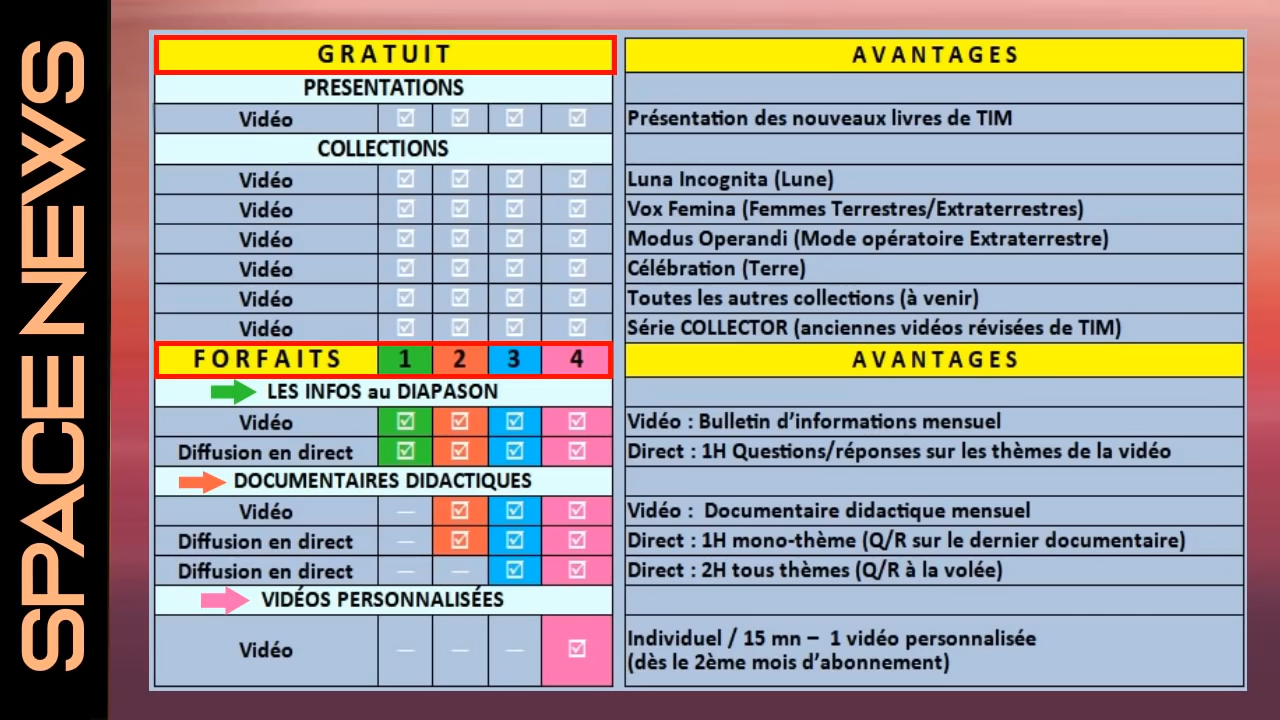 SPACE NEWS
GRATUIT AVANTAGES
PRESENTATIONS
Vidéo ☑ ☑ ☑ ☑ Présentation des nouveaux livres de TIM
COLLECTIONS
Vidéo ☑ ☑ ☑ ☑ Luna Incognita (Lune)
Vidéo ☑ ☑ ☑ ☑ Vox Femina (Femmes Terrestres/Extraterrestres)
Vidéo ☑ ☑ ☑ ☑ Modus Operandi (Mode opératoire Extraterrestre)
Vidéo ☑ ☑ ☑ ☑ Célébration (Terre)
Vidéo ☑ ☑ ☑ ☑ Toutes les autres collections (à venir)
Vidéo ☑ ☑ ☑ ☑ Série COLLECTOR (anciennes vidéos révisées de TIM)
FORFAITS 1 2 3 4 AVANTAGES
LES INFOS au DIAPASON
Vidéo ☑ ☑ ☑ ☑ Vidéo : Bulletin d’informations mensuel
Diffusion en direct ☑ ☑ ☑ ☑ Direct : 1H Questions/réponses sur les thèmes de la vidéo
DOCUMENTAIRES DIDACTIQUES
Vidéo — ☑ ☑ ☑ Vidéo : Documentaire didactique mensuel
Diffusion en direct — ☑ ☑ ☑ Direct : 1H mono-thème (Q/R sur le dernier documentaire)
Diffusion en direct — — ☑ ☑ Direct : 2H tous thèmes (Q/R à la volée)
VIDÉOS PERSONNALISÉES
Vidéo — — — ☑ Individuel / 15 mn – 1 vidéo personnalisée
(dès le 2ème mois d’abonnement)